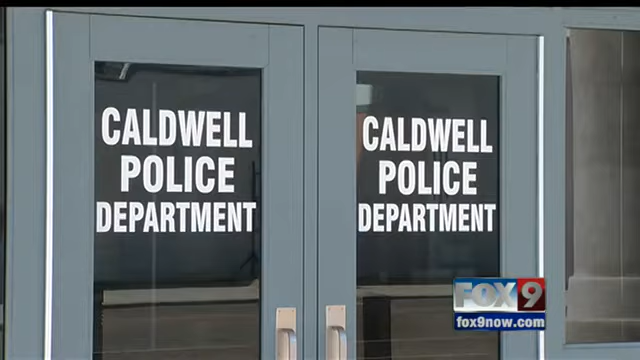 CALDWELL
POLICE
DEPARTMENT
CALDWELL
POLICE
DEPARTMENT
FOX 9
fox9now.com